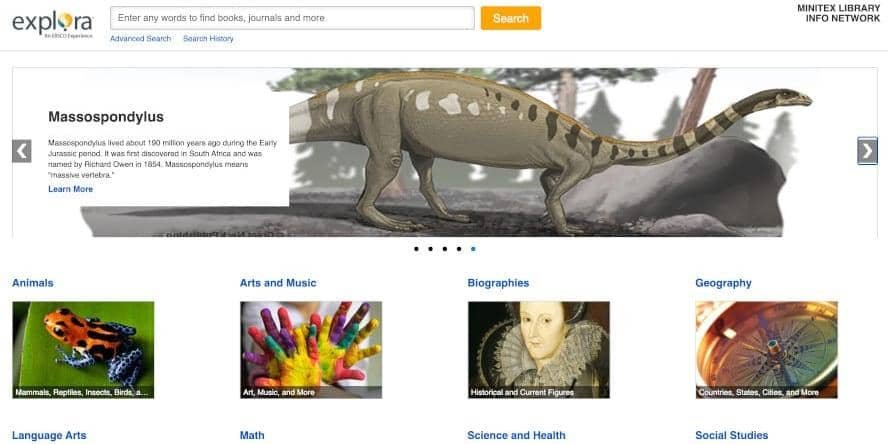 explora
An EBSCO Experience
Enter any words to find books, journals and more
Search
MINITEX LIBRARY
INFO NETWORK
Advanced Search
Search History
Massospondylus
Massospondylus lived about 190 million years ago during the Early
Jurassic period. It was first discovered in South Africa and was
named by Richard Owen in 1854. Massospondylus means
"massive vertebra."
Learn More
Animals
Arts and Music
Biographies
Geography
Mammals, Reptiles, Insects, Birds, a...
Art, Music, and More
Historical and Current Figures
Countries, States, Cities, and More
Language Arts
Math
Science and Health
Social Studies